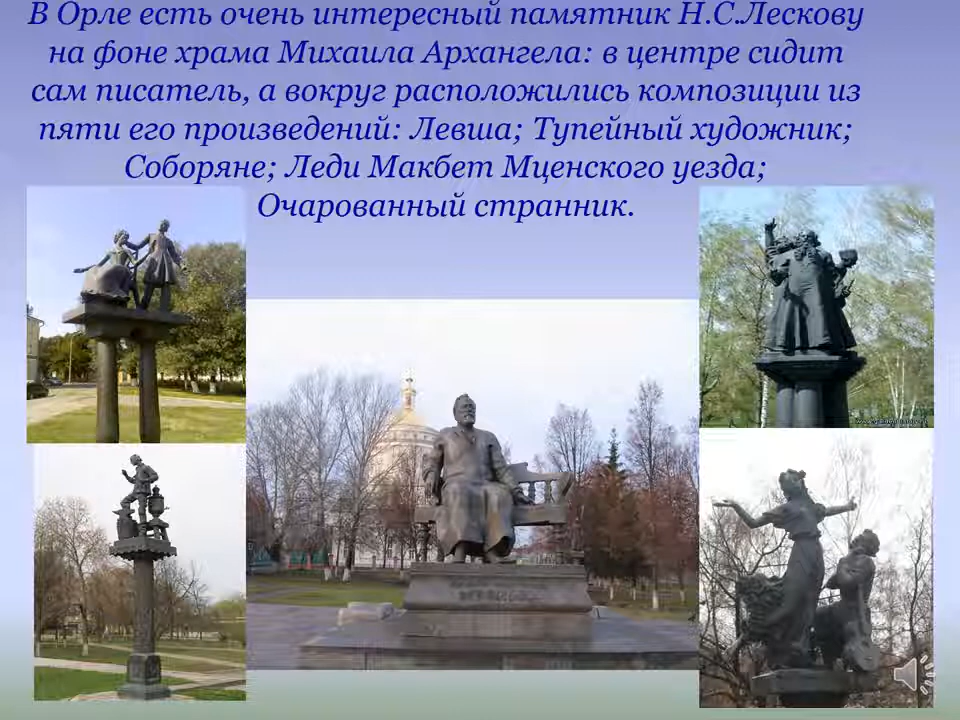 В Орле есть очень интересный памятник Н.С.Лескову
на фоне храма Михаила Архангела: в центре сидит
сам писатель, а вокруг расположились композиции из
пяти его произведений: Левша; Тупейный художник;
Соборяне; Леди Макбет Мценского уезда;
Очарованный странник.